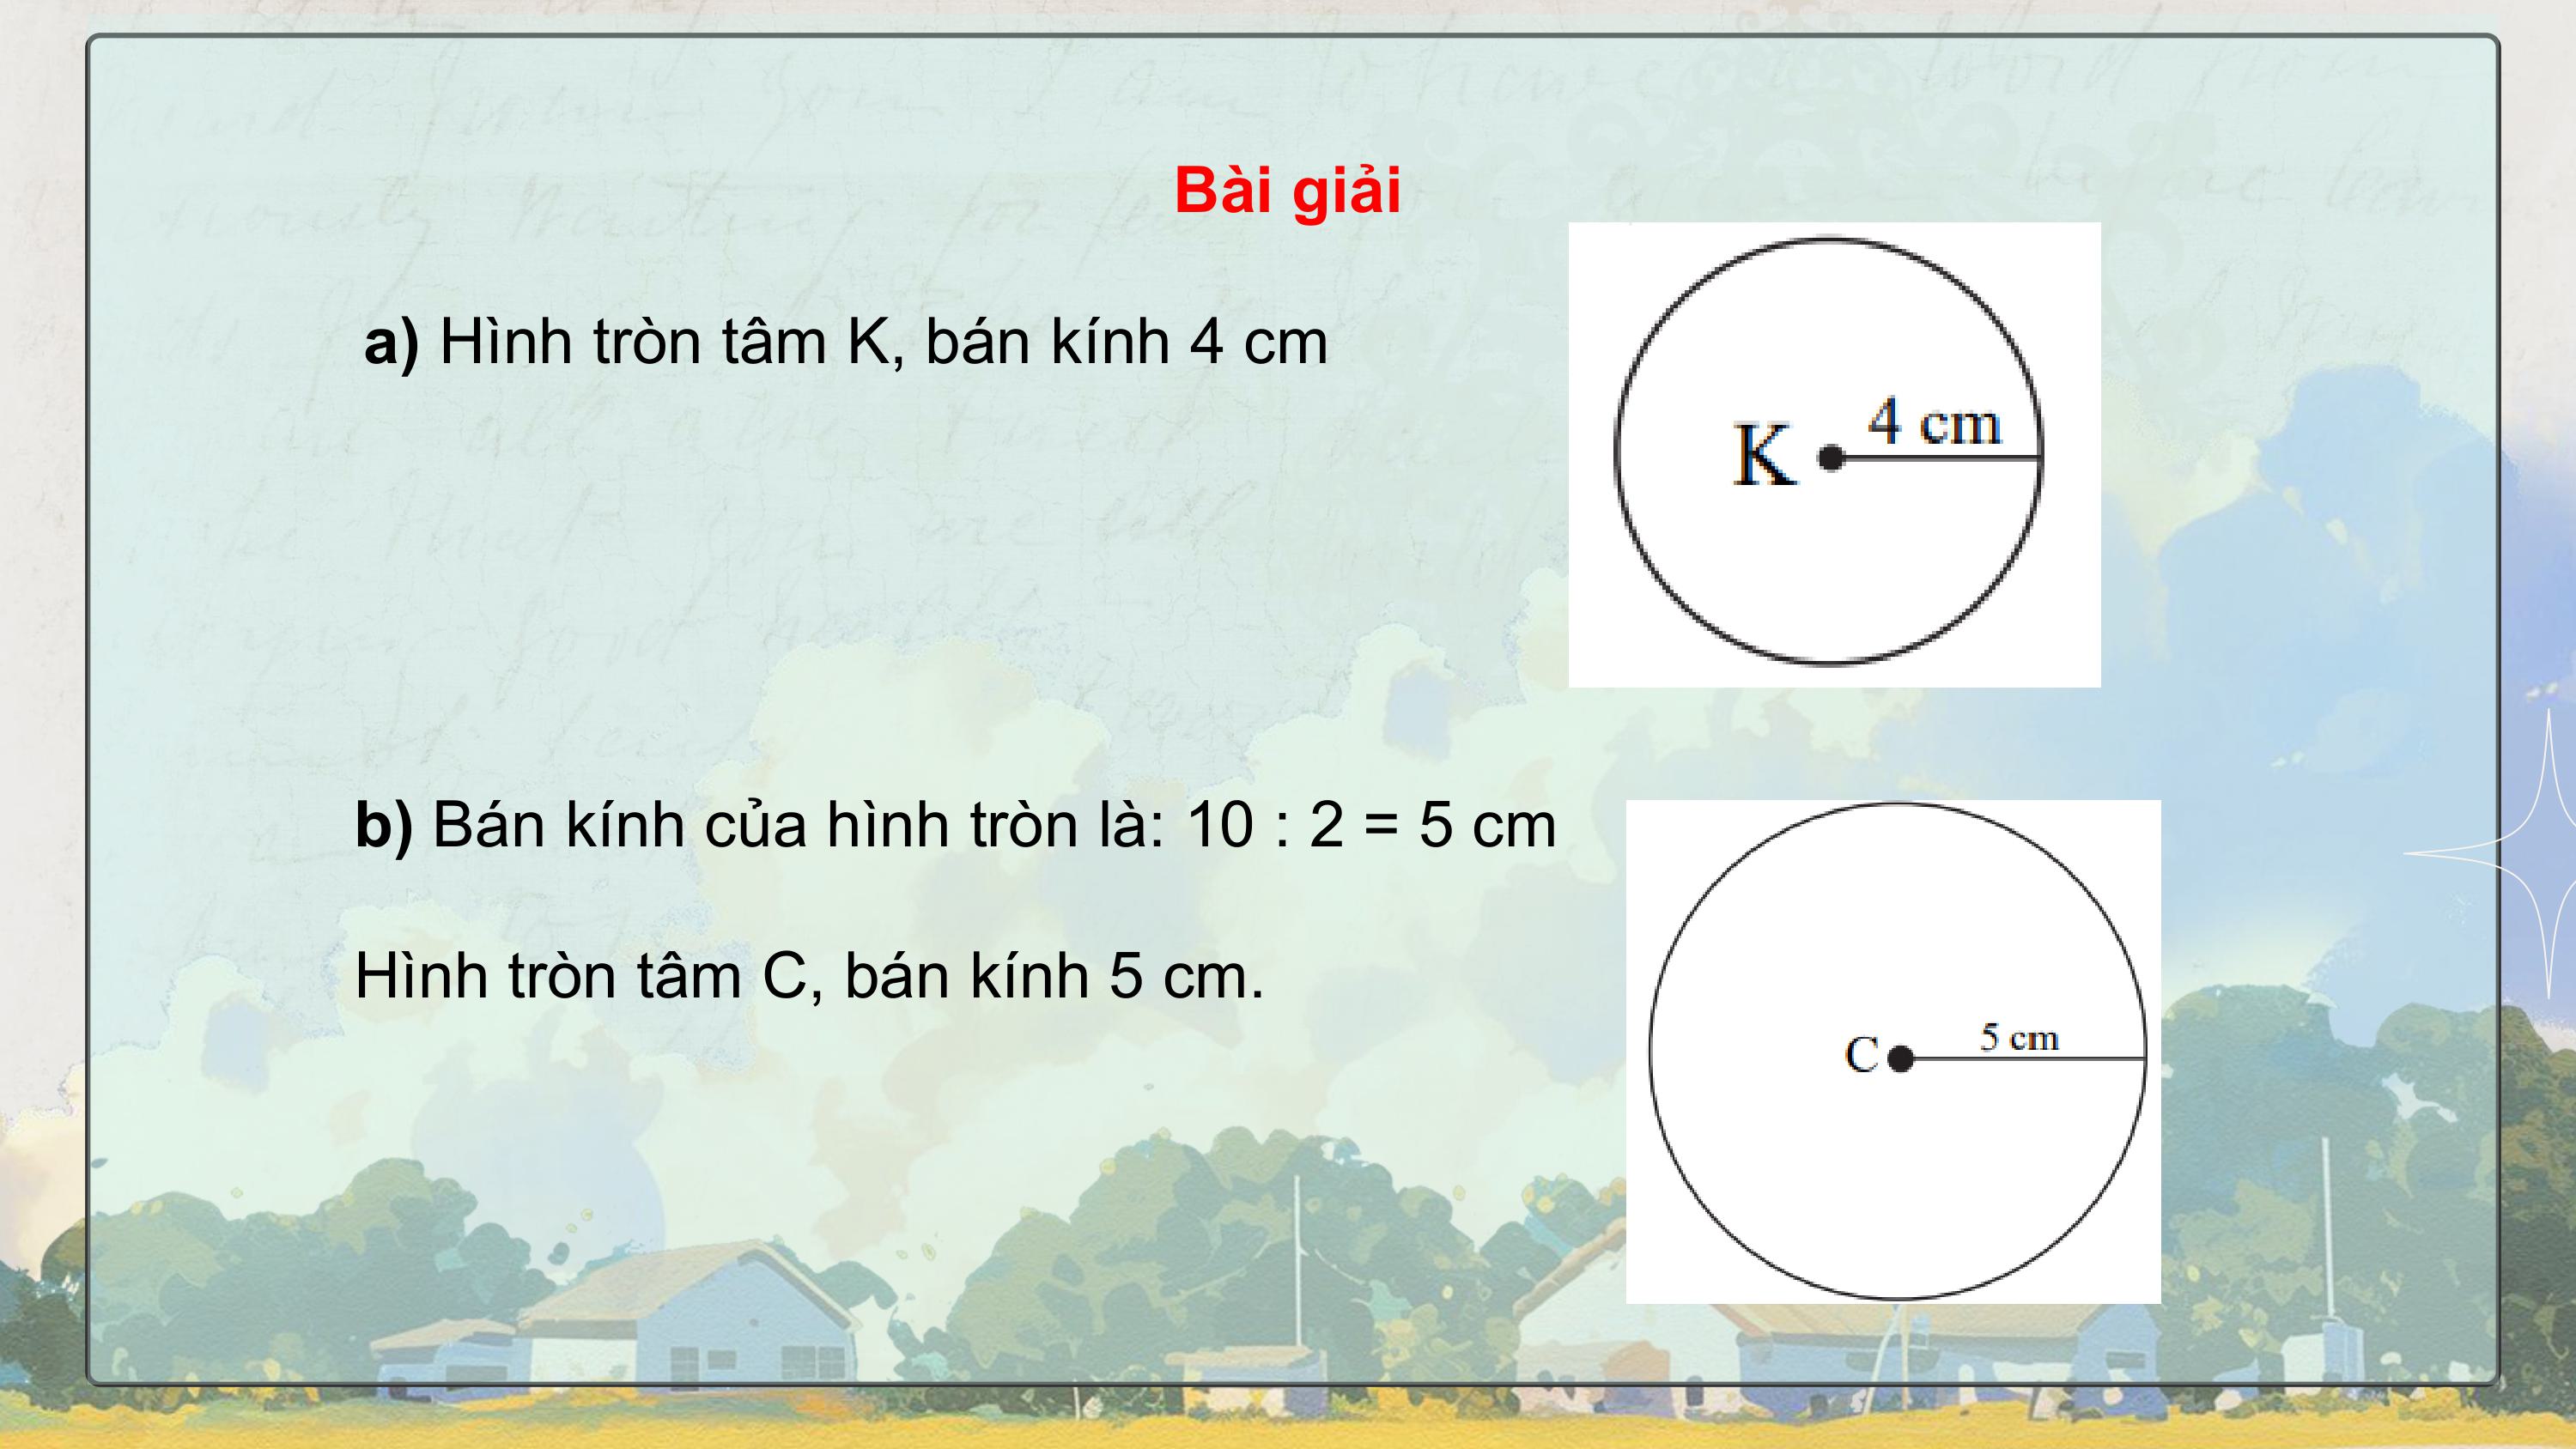 Bài giải
a) Hình tròn tâm K, bán kính 4 cm
4 cm
K
b) Bán kính của hình tròn là: 10 : 2 = 5 cm
Hình tròn tâm C, bán kính 5 cm.
5 cm
C